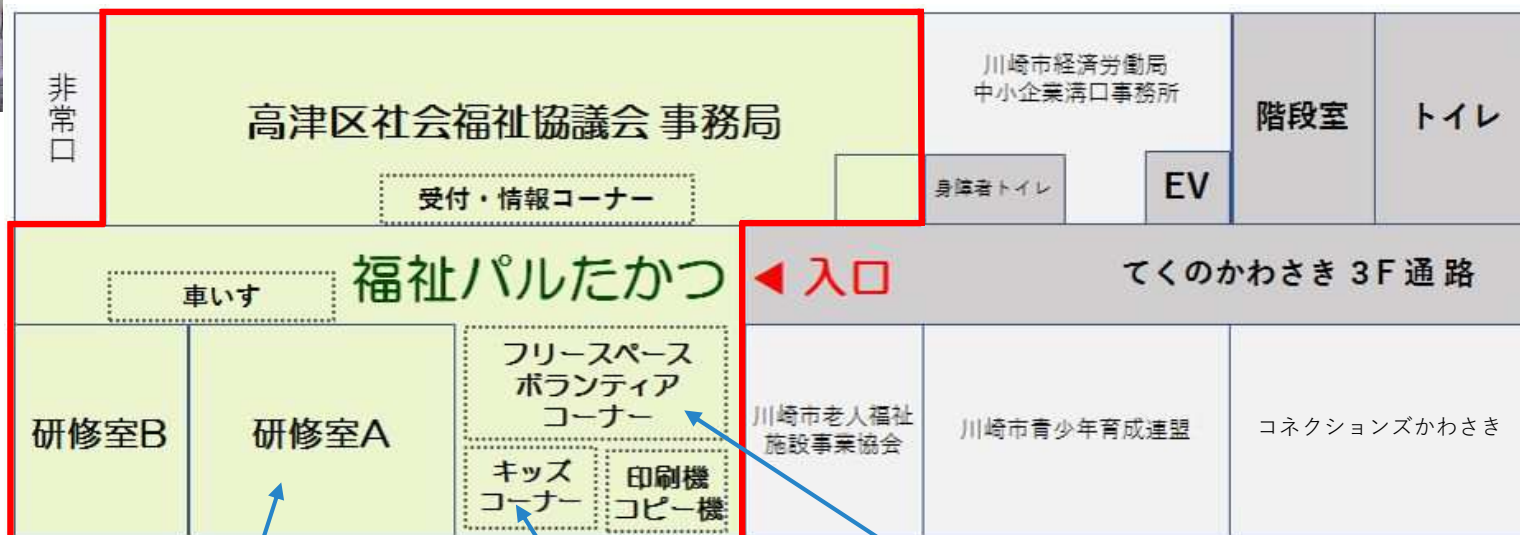 非常口
高津区社会福祉協議会 事務局
受付・情報コーナー
川崎市経済労働局
中小企業溝口事務所
身障者トイレ
EV
階段室
トイレ
車いす
福祉パルたかつ
◀ 入口
てくのかわさき 3F 通 路
研修室B
研修室A
フリースペース
ボランティア
コーナー
キッズ
コーナー
印刷機
コピー機
川崎市老人福祉
施設事業協会
川崎市青少年育成連盟
コネクションズかわさき